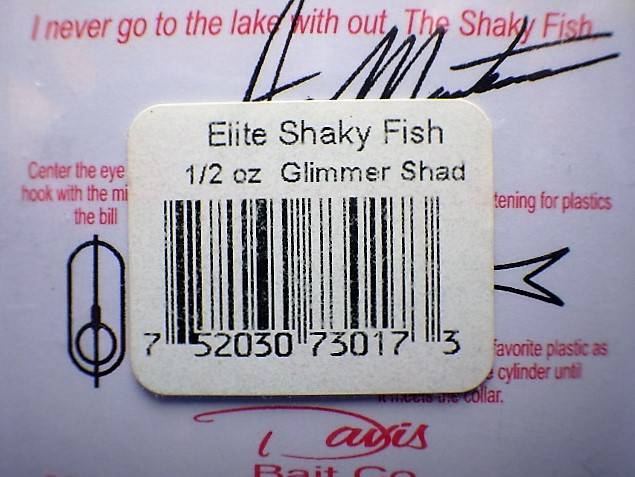 I never go to the lake with out The Shaky Fish
Elite Shaky Fish
1/2 oz Glimmer Shad
Center the eye
hook with the
the bill
for plastics
7 52030 73017 3
favorite plastic as
cylinder until
it meets the collar.
Davis
Bait Co